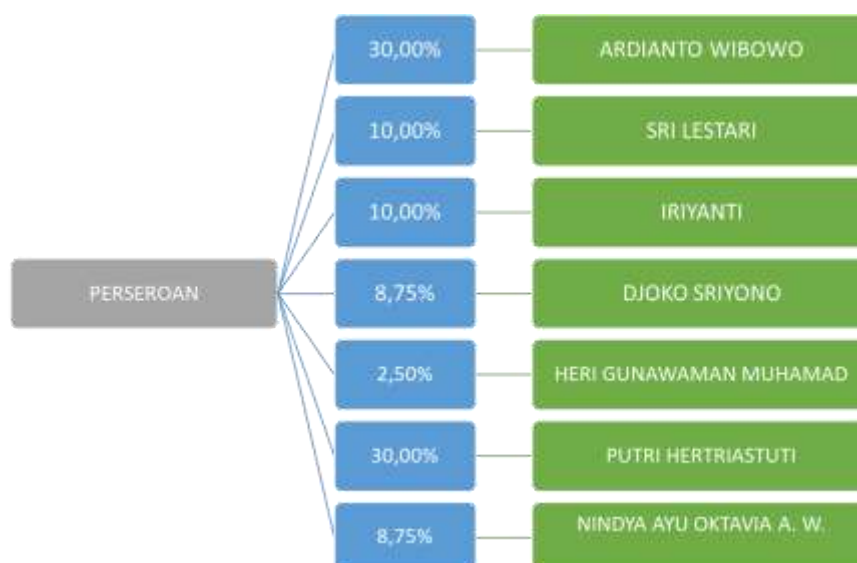 30,00%
ARDIANTO WIBOWO
10,00%
SRI LESTARI
10,00%
IRIYANTI
PERSEROAN
8,75%
DJOKO SRIYONO
2,50%
HERI GUNAWAMAN MUHAMAD
30,00%
PUTRI HERTRIASTUTI
8,75%
NINDYA AYU OKTAVIA A. W.